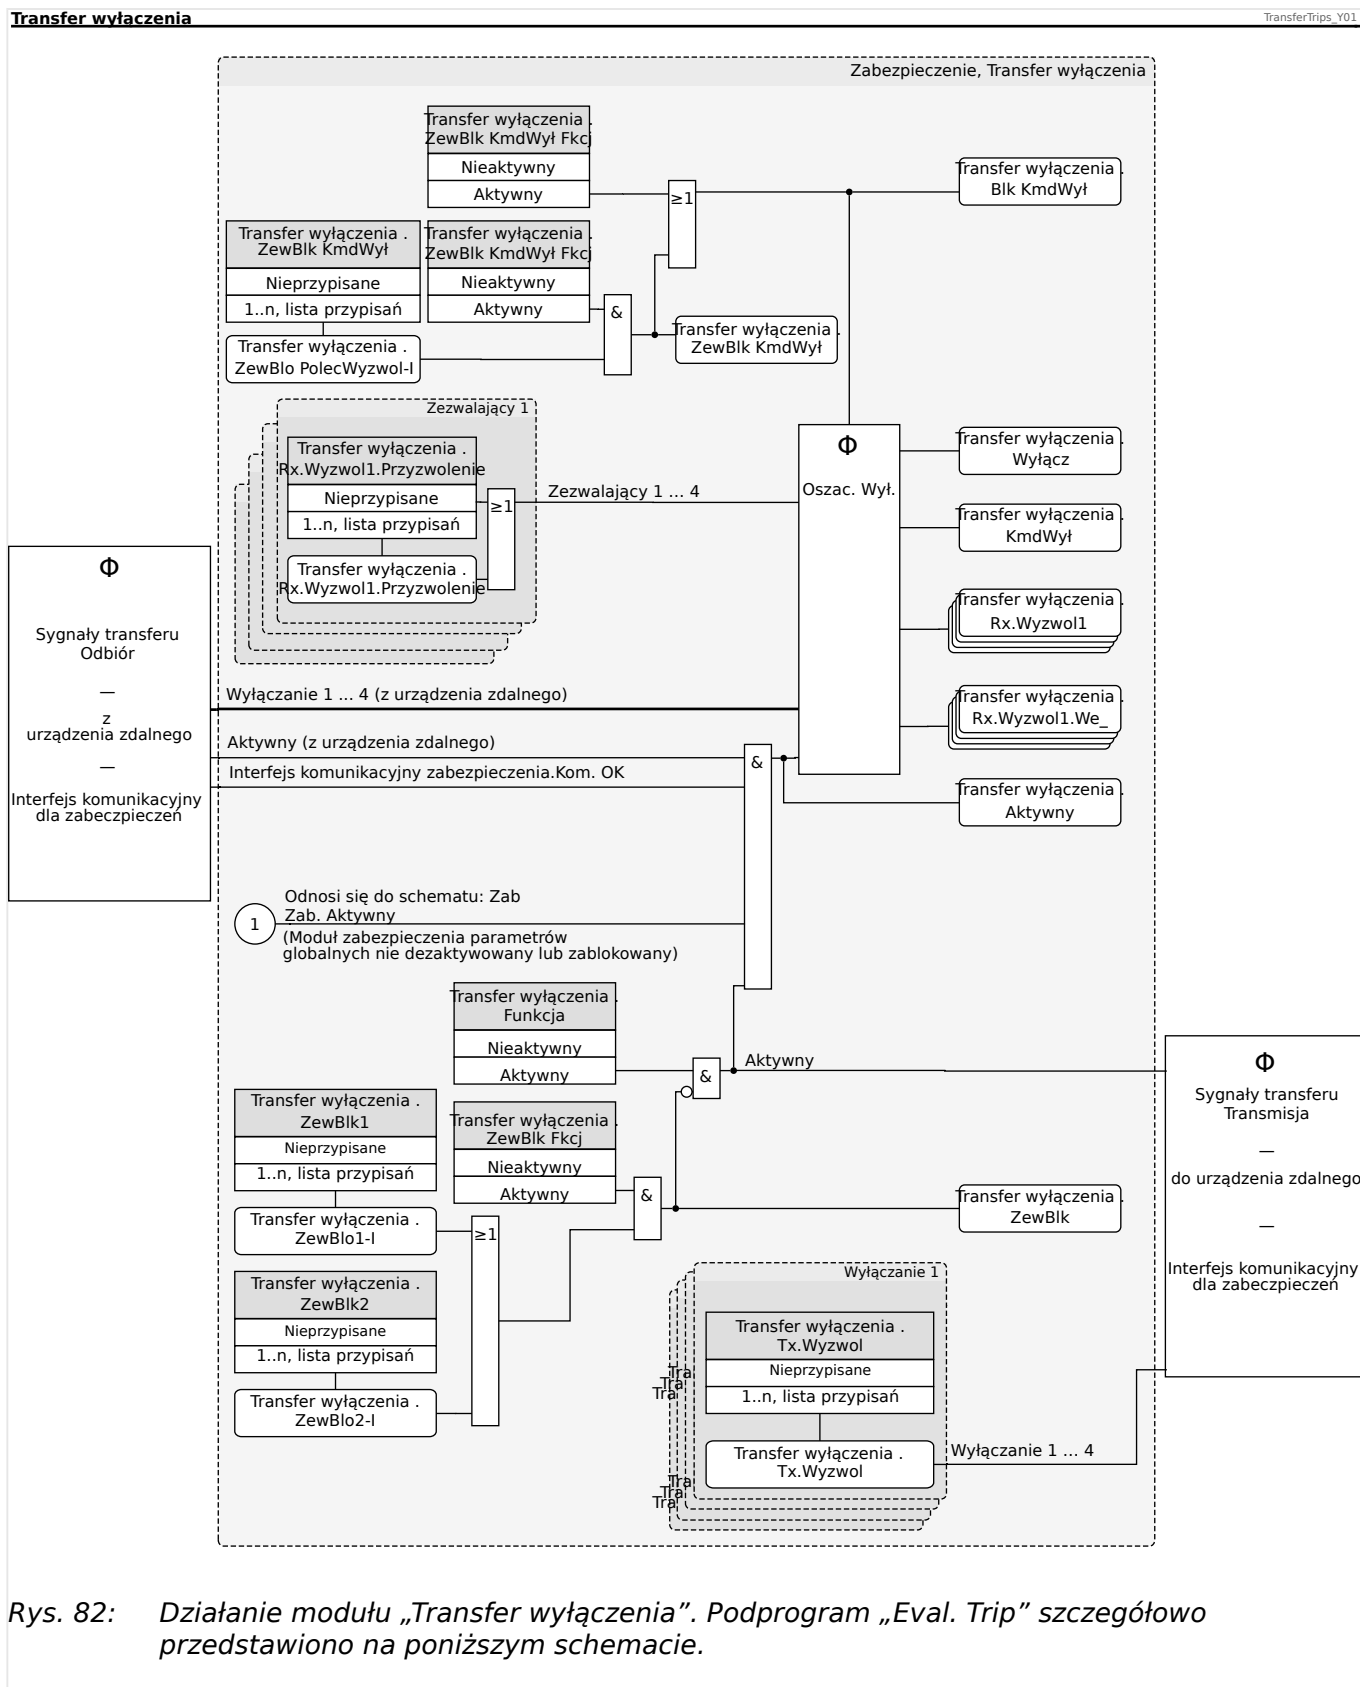 Transfer wyłączenia
TransferTrips_Y01
Zabezpieczenie, Transfer wyłączenia
Transfer wyłączenia .
ZewBlk KmdWył Fkcj
Nieaktywny
Aktywny
≥1
Transfer wyłączenia .
Blk KmdWył
Transfer wyłączenia .
ZewBlk KmdWył
Nieprzypisane
1..n, lista przypisań
Transfer wyłączenia .
ZewBlo PolecWyzwol-I
Transfer wyłączenia .
ZewBlk KmdWył Fkcj
Nieaktywny
Aktywny
&
Transfer wyłączenia .
ZewBlk KmdWył
Zezwalający 1
Transfer wyłączenia .
Rx.Wyzwol1.Przyzwolenie
Nieprzypisane
1..n, lista przypisań
Transfer wyłączenia .
Rx.Wyzwol1.Przyzwolenie
≥1
Zezwalający 1 ... 4
Φ
Oszac. Wył.
Transfer wyłączenia .
Wyłącz
Transfer wyłączenia .
KmdWył
Transfer wyłączenia .
Rx.Wyzwol1
Transfer wyłączenia .
Rx.Wyzwol1.We_
Transfer wyłączenia .
Aktywny
Φ
Sygnały transferu
Odbiór
—
z
urządzenia zdalnego
—
Interfejs komunikacyjny
dla zabeczpieczeń
Wyłączanie 1 ... 4 (z urządzenia zdalnego)
Aktywny (z urządzenia zdalnego)
Interfejs komunikacyjny zabezpieczenia.Kom. OK
&
1
Odnosi się do schematu: Zab
Zab. Aktywny
(Moduł zabezpieczenia parametrów
globalnych nie dezaktywowany lub zablokowany)
Transfer wyłączenia .
Funkcja
Nieaktywny
Aktywny
&
Aktywny
Transfer wyłączenia .
ZewBlk1
Nieprzypisane
1..n, lista przypisań
Transfer wyłączenia .
ZewBlo1-I
Transfer wyłączenia .
ZewBlk Fkcj
Nieaktywny
Aktywny
&
≥1
Transfer wyłączenia .
ZewBlk
Transfer wyłączenia .
ZewBlk2
Nieprzypisane
1..n, lista przypisań
Transfer wyłączenia .
ZewBlo2-I
Φ
Sygnały transferu
Transmisja
—
do urządzenia zdalnego
—
Interfejs komunikacyjny
dla zabeczpieczeń
Wyłączanie 1
Transfer wyłączenia .
Tx.Wyzwol
Nieprzypisane
1..n, lista przypisań
Tra
Tra
Tra
Transfer wyłączenia .
Tx.Wyzwol
Tra
Tra
Tra
Wyłączanie 1 ... 4
Rys. 82: Działanie modułu „Transfer wyłączenia”. Podprogram „Eval. Trip” szczegółowo
przedstawiono na poniższym schemacie.